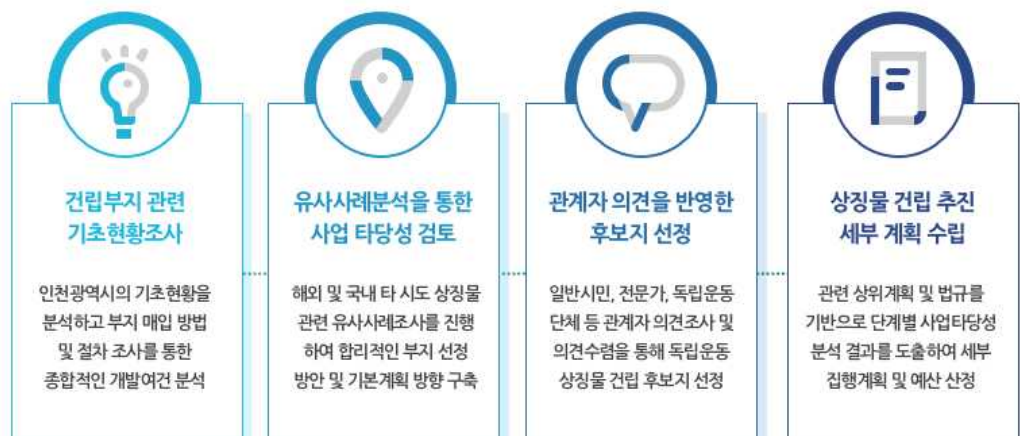 건립부지 관련
기초현황조사
인천광역시의 기초현황을
분석하고 부지 매입 방법
및 절차 조사를 통한
종합적인 개발여건 분석
유사사례분석을 통한
사업 타당성 검토
해외 및 국내 타 시도 상징물
관련 유사사례조사를 진행
하여 합리적인 부지 선정
방안 및 기본계획 방향 구축
관계자 의견을 반영한
후보지 선정
일반시민, 전문가, 독립운동
단체 등 관계자 의견조사 및
의견수렴을 통해 독립운동
상징물 건립 후보지 선정
상징물 건립 추진
세부 계획 수립
관련 상위계획 및 법규를
기반으로 단계별 사업타당성
분석 결과를 도출하여 세부
집행계획 및 예산 산정